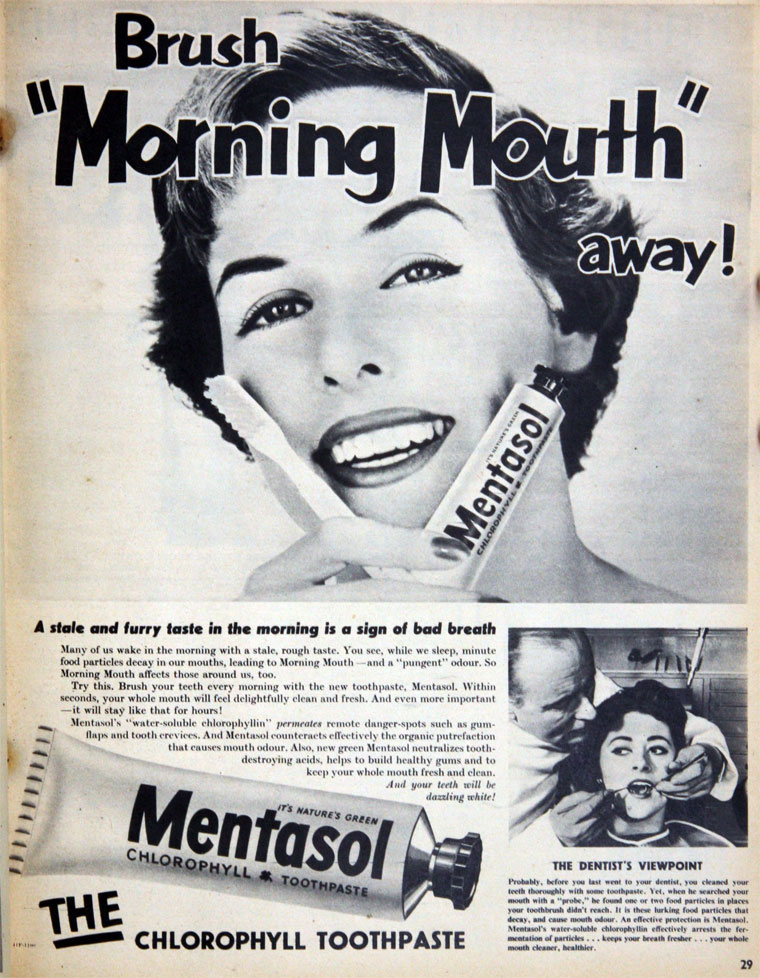 Brush
"Morning Mouth"
away!
IT'S NATURE'S GREEN
Mentasol
CHLOROPHYLL TOOTHPASTE
A stale and furry taste in the morning is a sign of bad breath
Many of us wake in the morning with a stale, rough taste. You see, while we sleep, minute
food particles decay in our mouths, leading to Morning Mouth — and a "pungent" odour. So
Morning Mouth affects those around us, too.
Try this. Brush your teeth every morning with the new toothpaste, Mentasol. Within
seconds, your whole mouth will feel delightfully clean and fresh. And even more important
—it will stay like that for hours!
Mentasol's "water-soluble chlorophyllin" permeates remote danger-spots such as gum-
flaps and tooth crevices. And Mentasol counteracts effectively the organic putrefaction
that causes mouth odour. Also, new green Mentasol neutralizes tooth-
destroying acids, helps to build healthy gums and to
keep your whole mouth fresh and clean.
And your teeth will be
dazzling white!
IT'S NATURE'S GREEN
Mentasol
CHLOROPHYLL TOOTHPASTE
THE
CHLOROPHYLL TOOTHPASTE
THE DENTIST'S VIEWPOINT
Probably, before you last went to your dentist, you cleaned your
teeth thoroughly with some toothpaste. Yet, when he searched your
mouth with a "probe," he found one or two food particles in places
your toothbrush didn't reach. It is these lurking food particles that
decay, and cause mouth odour. An effective protection is Mentasol.
Mentasol's water-soluble chlorophyllin effectively arrests the fer-
mentation of particles . . . keeps your breath fresher . . . your whole
mouth cleaner, healthier.
29